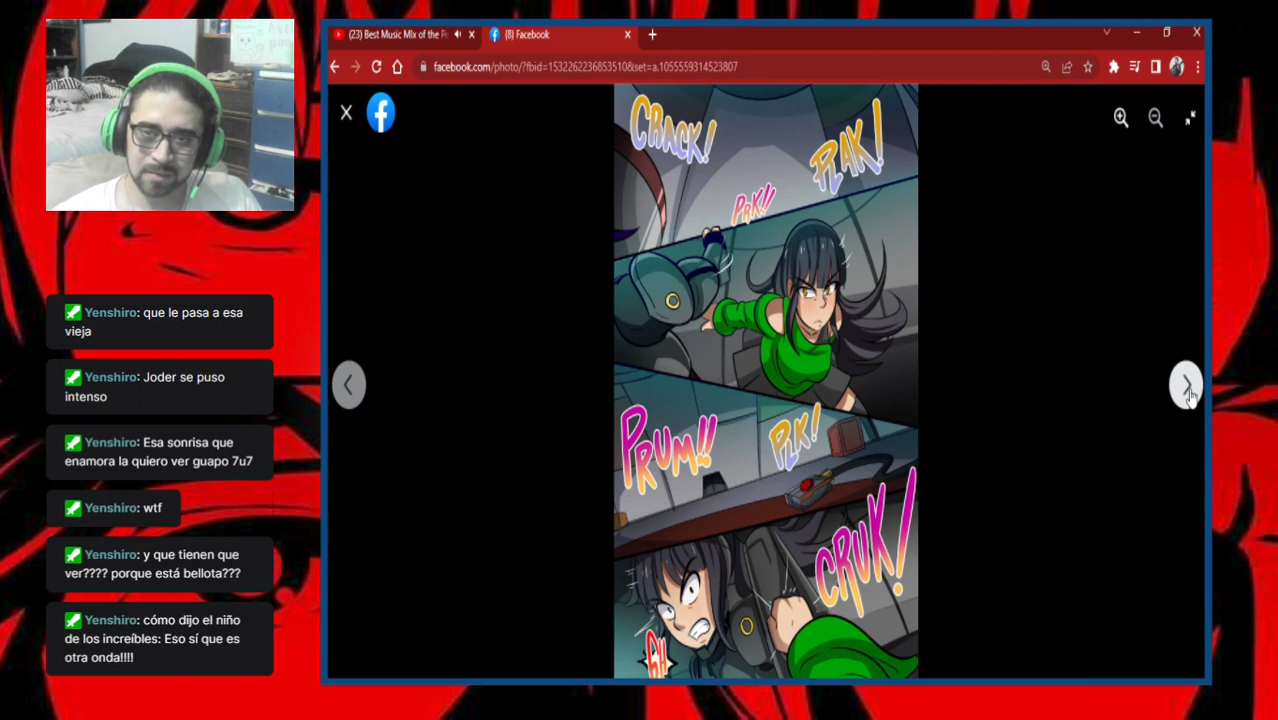 (23) Best Music Mix of the P
(8) Facebook
facebook.com/photo/?fbid=1532262236853510&set=a.1055559314523807
CRACK!
PLAK!
PRK!!
PRUM!!
PLK!
CRUK!
Yenshiro: que le pasa a esa
vieja
Yenshiro: Joder se puso
intenso
Yenshiro: Esa sonrisa que
enamora la quiero ver guapo 7u7
Yenshiro: wtf
Yenshiro: y que tienen que
ver???? porque está bellota???
Yenshiro: cómo dijo el niño
de los increíbles: Eso sí que es
otra onda!!!!